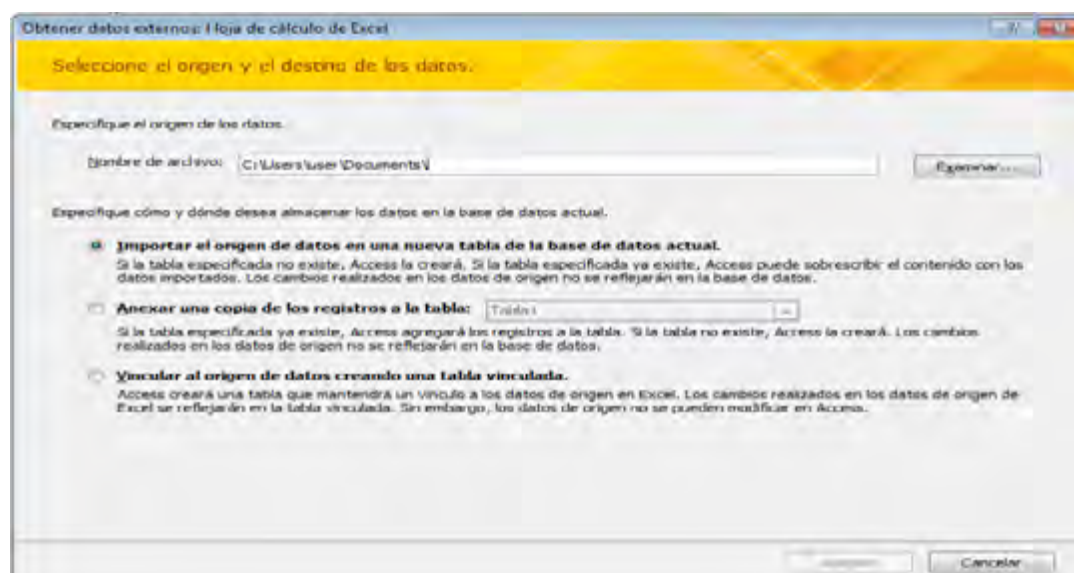 Obtener datos externos: Hoja de cálculo de Excel
Seleccione el origen y el destino de los datos.
Especifique el origen de los datos.
Nombre de archivo: C:\Users\user\Documents\ Examinar...
Especifique cómo y dónde desea almacenar los datos en la base de datos actual.
Importar el origen de datos en una nueva tabla de la base de datos actual.
Si la tabla especificada no existe, Access la creará. Si la tabla especificada ya existe, Access puede sobrescribir el contenido con los
datos importados. Los cambios realizados en los datos de origen no se reflejarán en la base de datos.
Anexar una copia de los registros a la tabla: Tabla1
Si la tabla especificada ya existe, Access agregará los registros a la tabla. Si la tabla no existe, Access la creará. Los cambios
realizados en los datos de origen no se reflejarán en la base de datos.
Vincular al origen de datos creando una tabla vinculada.
Access creará una tabla que mantendrá un vínculo a los datos de origen en Excel. Los cambios realizados en los datos de origen de
Excel se reflejarán en la tabla vinculada. Sin embargo, los datos de origen no se pueden modificar en Access.
Cancelar